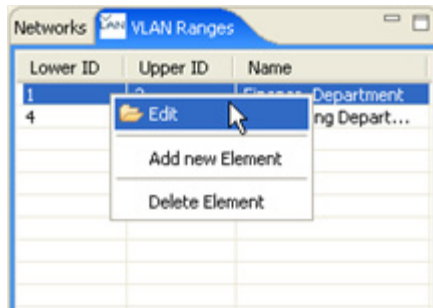 Networks VLAN Ranges
Lower ID Upper ID Name
1 Department
Edit
4 ng Depart...
Add new Element
Delete Element